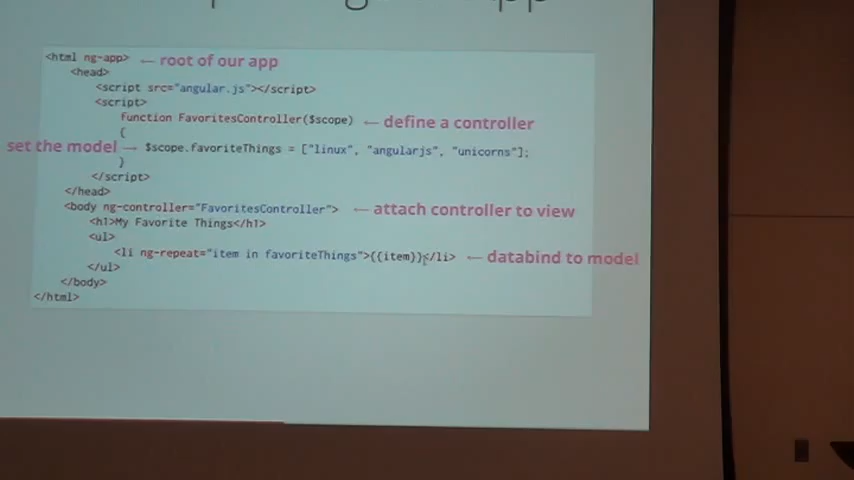 <html ng-app> ← root of our app
<head>
<script src="angular.js"></script>
<script>
function FavoritesController($scope) ← define a controller
{
set the model → $scope.favoriteThings = ["linux", "angularjs", "unicorns"];
}
</script>
</head>
<body ng-controller="FavoritesController"> ← attach controller to view
<h1>My Favorite Things</h1>
<ul>
<li ng-repeat="item in favoriteThings">{{item}}</li> ← databind to model
</ul>
</body>
</html>